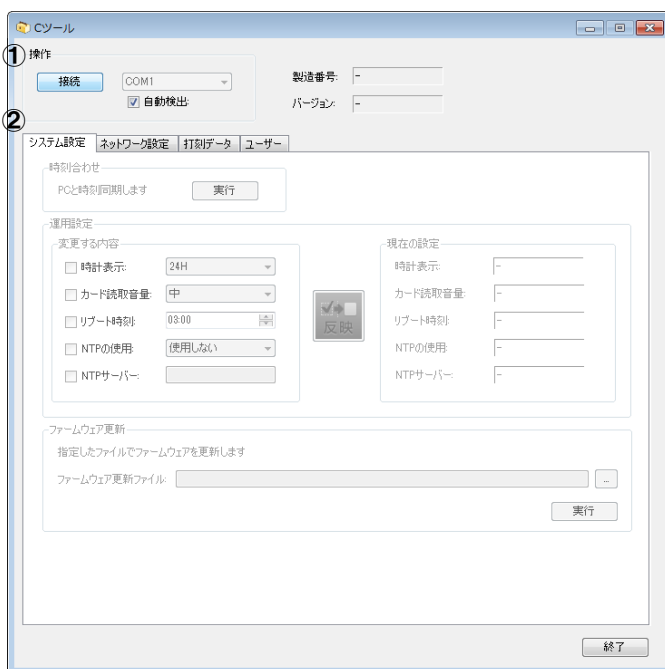 Cツール
① 操作
接続 COM1
自動検出:
製造番号: -
バージョン: -
②
システム設定 ネットワーク設定 打刻データ ユーザー
時刻合わせ
PCと時刻同期します 実行
運用設定
変更する内容
時計表示: 24H
カード読取音量: 中
リブート時刻: 03:00
NTPの使用: 使用しない
NTPサーバー:
反映
現在の設定
時計表示: -
カード読取音量: -
リブート時刻: -
NTPの使用: -
NTPサーバー: -
ファームウェア更新
指定したファイルでファームウェアを更新します
ファームウェア更新ファイル: ...
実行
終了